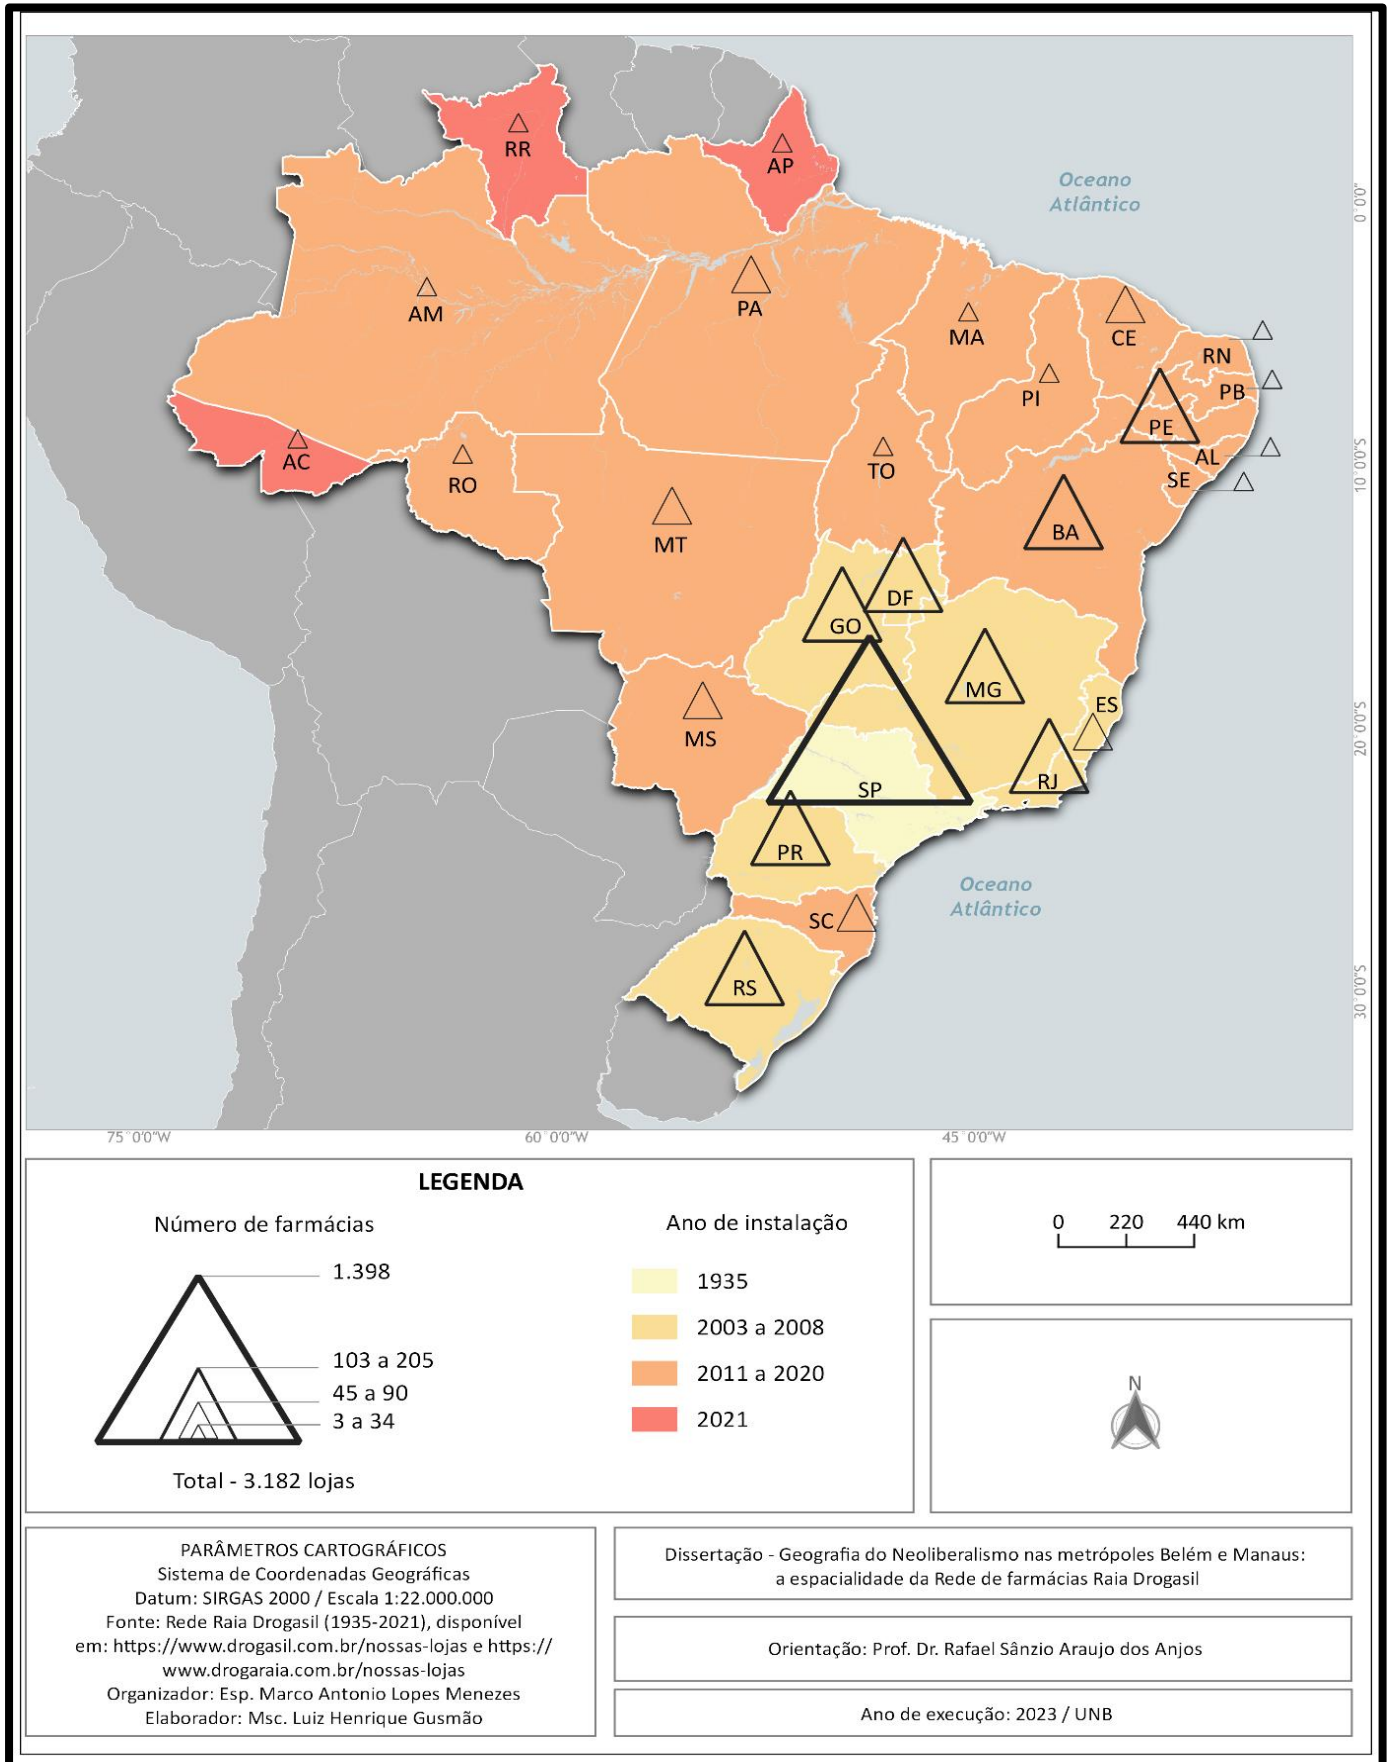 RR
AP
Oceano
Atlântico
0°0'0"
AM
PA
MA
CE
RN
PI
PB
PE
AL
SE
AC
RO
TO
10°0'0"S
MT
BA
DF
GO
MG
ES
MS
20°0'0"S
SP
RJ
PR
Oceano
Atlântico
SC
RS
30°0'0"S
75°0'0"W
60°0'0"W
45°0'0"W
LEGENDA
Número de farmácias
1.398
103 a 205
45 a 90
3 a 34
Total - 3.182 lojas
Ano de instalação
1935
2003 a 2008
2011 a 2020
2021
0 220 440 km
N
PARÂMETROS CARTOGRÁFICOS
Sistema de Coordenadas Geográficas
Datum: SIRGAS 2000 / Escala 1:22.000.000
Fonte: Rede Raia Drogasil (1935-2021), disponível
em: https://www.drogasil.com.br/nossas-lojas e https://
www.drogaraia.com.br/nossas-lojas
Organizador: Esp. Marco Antonio Lopes Menezes
Elaborador: Msc. Luiz Henrique Gusmão
Dissertação - Geografia do Neoliberalismo nas metrópoles Belém e Manaus:
a espacialidade da Rede de farmácias Raia Drogasil
Orientação: Prof. Dr. Rafael Sânzio Araujo dos Anjos
Ano de execução: 2023 / UNB